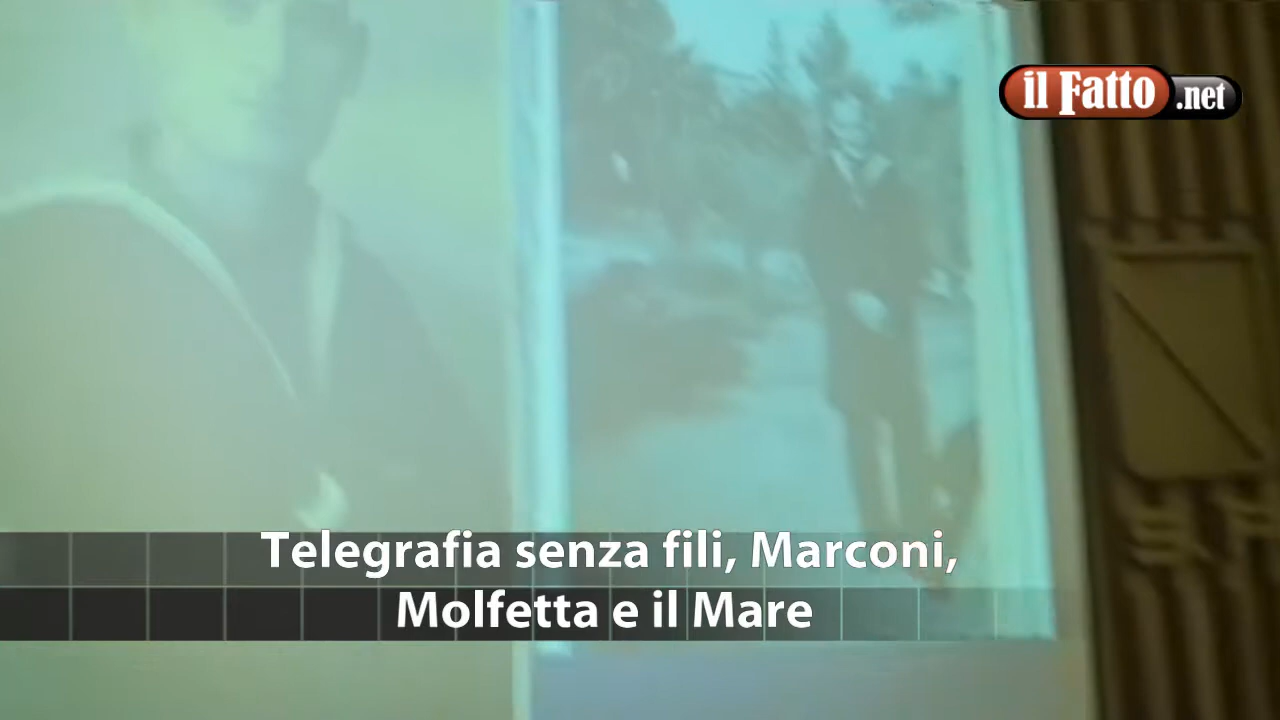 il Fatto .net
Telegrafia senza fili, Marconi,
Molfetta e il Mare